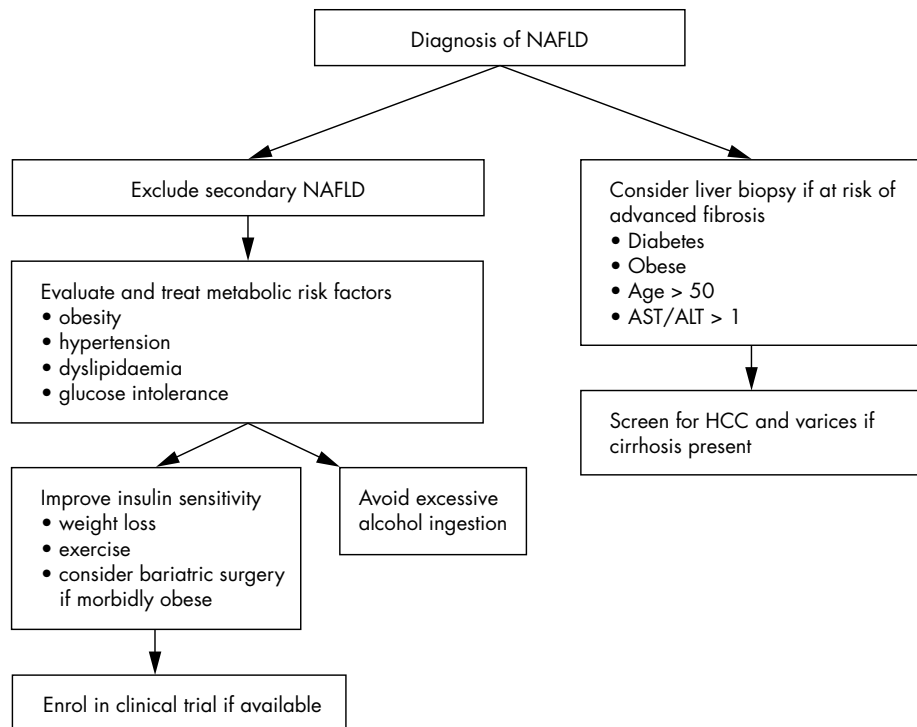 Diagnosis of NAFLD
Exclude secondary NAFLD
Evaluate and treat metabolic risk factors
• obesity
• hypertension
• dyslipidaemia
• glucose intolerance
Improve insulin sensitivity
• weight loss
• exercise
• consider bariatric surgery
if morbidly obese
Avoid excessive
alcohol ingestion
Enrol in clinical trial if available
Consider liver biopsy if at risk of
advanced fibrosis
• Diabetes
• Obese
• Age > 50
• AST/ALT > 1
Screen for HCC and varices if
cirrhosis present